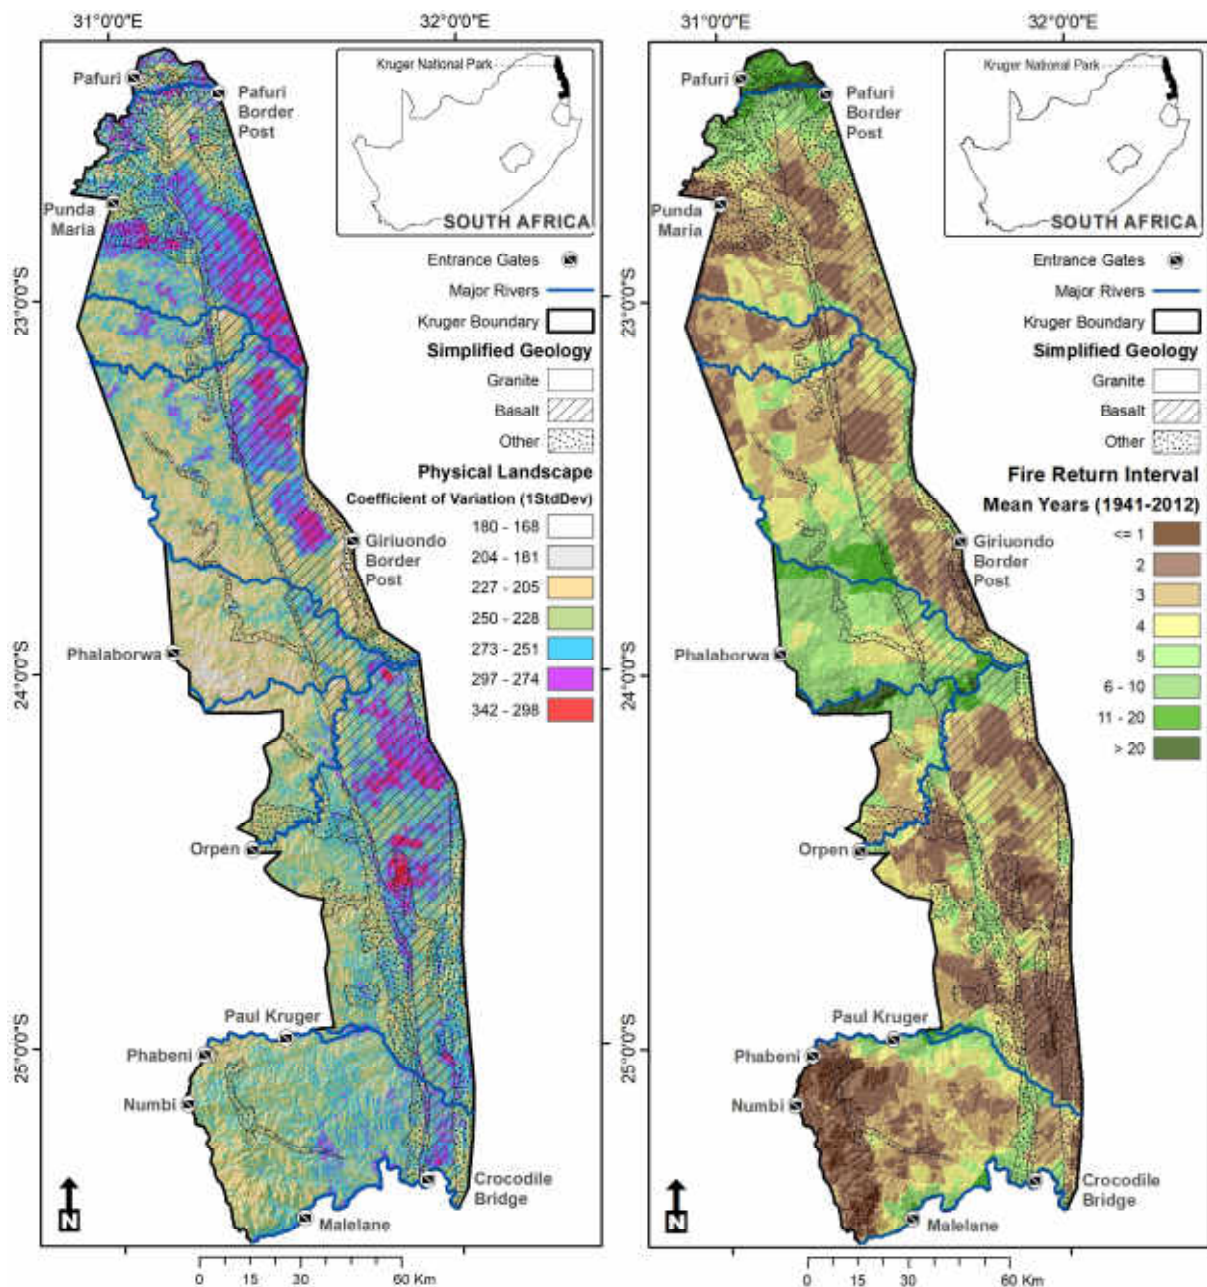 31°0'0"E
32°0'0"E
Kruger National Park
Pafuri
Pafuri
Border
Post
Punda
Maria
SOUTH AFRICA
Entrance Gates
Major Rivers
23°0'0"S
Kruger Boundary
Simplified Geology
Granite
Basalt
Other
Physical Landscape
Coefficient of Variation (1StdDev)
180 - 168
204 - 181
227 - 205
250 - 228
273 - 251
297 - 274
342 - 298
Giriuondo
Border
Post
Phalaborwa
24°0'0"S
Orpen
Paul Kruger
25°0'0"S
Phabeni
Numbi
Crocodile
Bridge
Malelane
N
0 15 30 60 Km
31°0'0"E
32°0'0"E
Kruger National Park
Pafuri
Pafuri
Border
Post
Punda
Maria
SOUTH AFRICA
Entrance Gates
Major Rivers
23°0'0"S
Kruger Boundary
Simplified Geology
Granite
Basalt
Other
Fire Return Interval
Mean Years (1941-2012)
<= 1
2
3
4
5
6 - 10
11 - 20
> 20
Giriuondo
Border
Post
Phalaborwa
24°0'0"S
Orpen
Paul Kruger
25°0'0"S
Phabeni
Numbi
Crocodile
Bridge
Malelane
N
0 15 30 60 Km